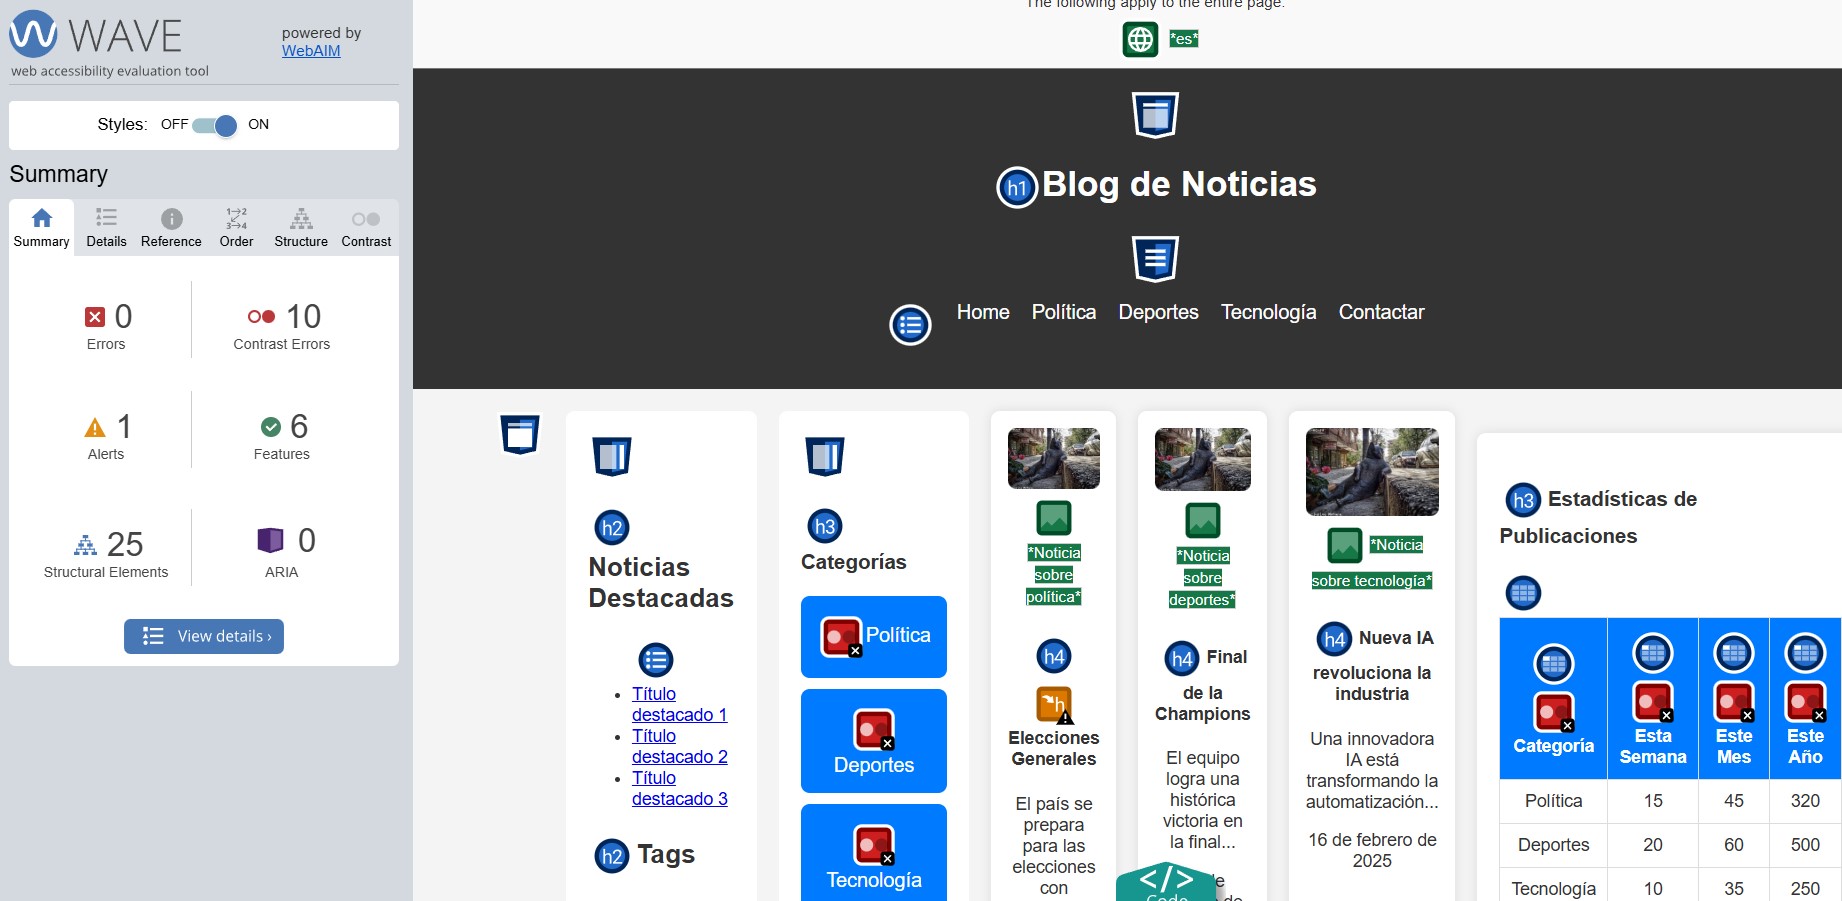 WAVE
powered by
WebAIM
web accessibility evaluation tool
Styles: OFF ON
Summary
Summary Details Reference Order Structure Contrast
0
Errors
10
Contrast Errors
1
Alerts
6
Features
25
Structural Elements
0
ARIA
View details ›
The following apply to the entire page:
*es*
h1 Blog de Noticias
Home Política Deportes Tecnología Contactar
h2
Noticias
Destacadas
Título
destacado 1
Título
destacado 2
Título
destacado 3
h2 Tags
h3
Categorías
Política
Deportes
Tecnología
*Noticia
sobre
política*
h4
h
Elecciones
Generales
El país se
prepara
para las
elecciones
con
*Noticia
sobre
deportes*
h4 Final
de la
Champions
El equipo
logra una
histórica
victoria en
la final...
</>
Code
*Noticia
sobre tecnología*
h4 Nueva IA
revoluciona la
industria
Una innovadora
IA está
transformando la
automatización...
16 de febrero de
2025
h3 Estadísticas de
Publicaciones
Categoría Esta Semana Este Mes Este Año
Política 15 45 320
Deportes 20 60 500
Tecnología 10 35 250